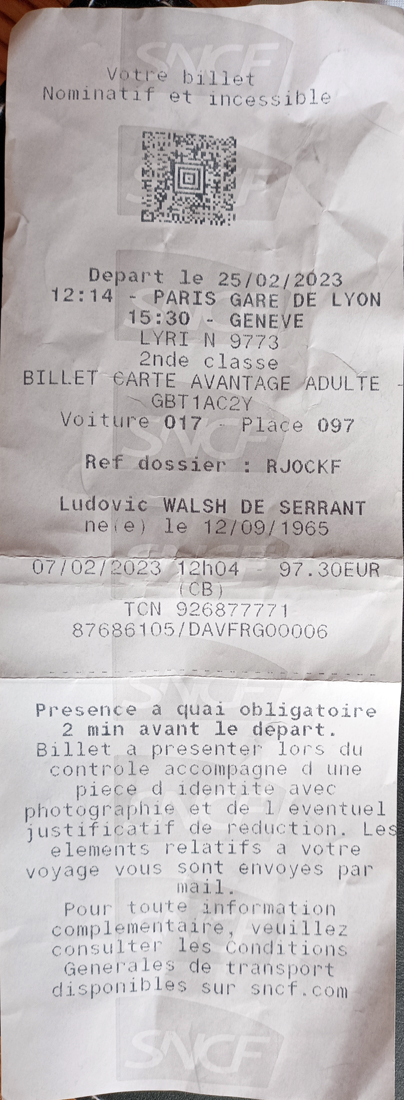 SNCF
Votre billet
Nominatif et incessible
Depart le 25/02/2023
12:14 - PARIS GARE DE LYON
15:30 - GENEVE
LYRI N 9773
2nde classe
BILLET CARTE AVANTAGE ADULTE -
GBT1AC2Y
Voiture 017 - Place 097
Ref dossier : RJOCKF
Ludovic WALSH DE SERRANT
ne(e) le 12/09/1965
07/02/2023 12h04 - 97.30EUR
(CB)
TCN 926877771
87686105/DAVFRG00006
Presence a quai obligatoire
2 min avant le depart.
Billet a presenter lors du
controle accompagne d une
piece d identite avec
photographie et de l eventuel
justificatif de reduction. Les
elements relatifs a votre
voyage vous sont envoyes par
mail.
Pour toute information
complementaire, veuillez
consulter les Conditions
Generales de transport
disponibles sur sncf.com
SNCF